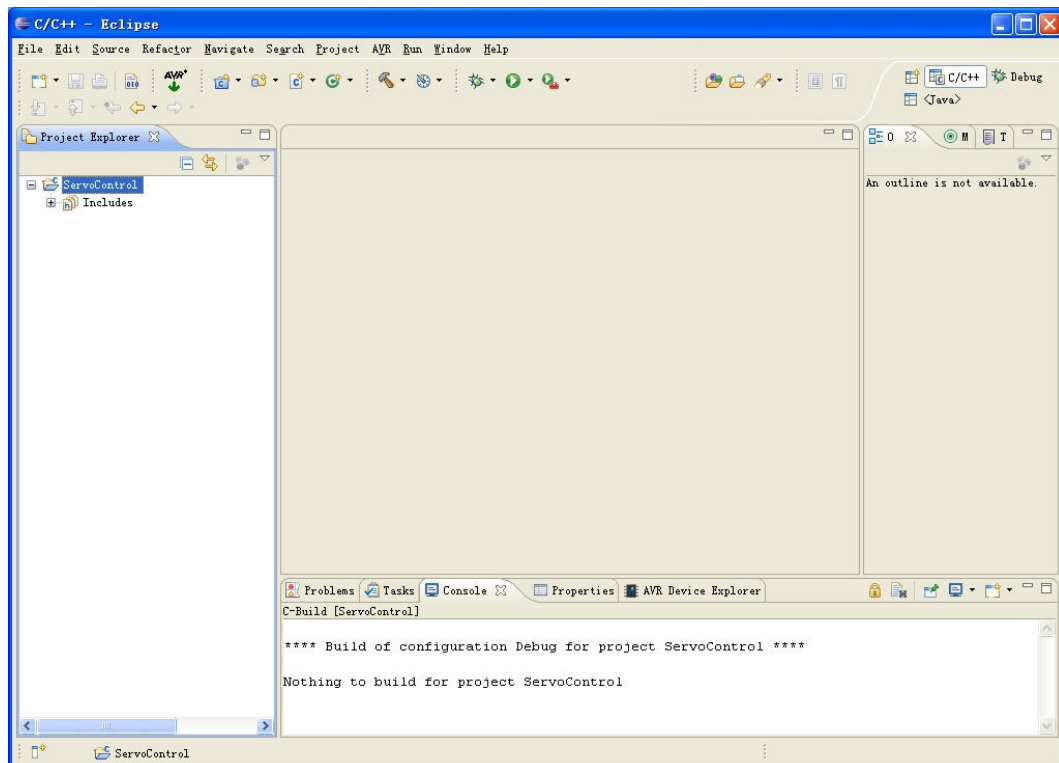 C/C++ - Eclipse
File Edit Source Refactor Navigate Search Project AVR Run Window Help
010 AVR C/C++ Debug
<Java>
Project Explorer
O M T
ServoControl
An outline is not available.
Includes
Problems Tasks Console Properties AVR Device Explorer
C-Build [ServoControl]
**** Build of configuration Debug for project ServoControl ****
Nothing to build for project ServoControl
ServoControl